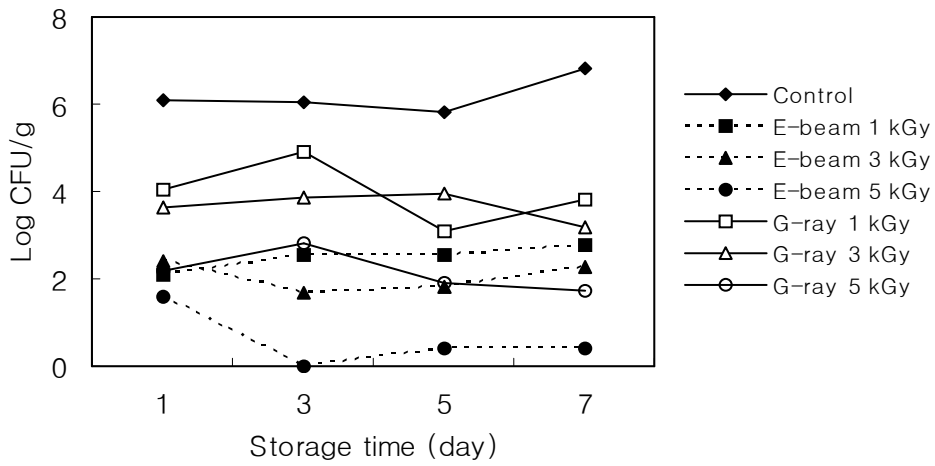 8
6
4
2
0
Log CFU/g
1 3 5 7
Storage time (day)
Control
E-beam 1 kGy
E-beam 3 kGy
E-beam 5 kGy
G-ray 1 kGy
G-ray 3 kGy
G-ray 5 kGy